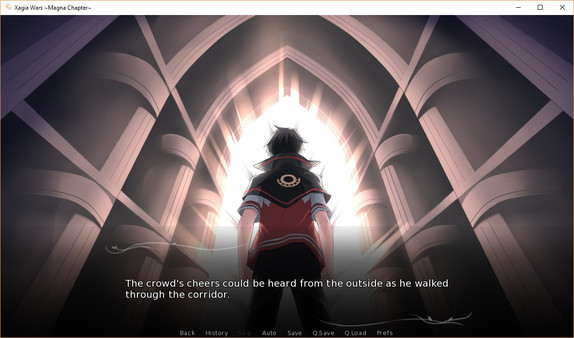 Xagia Wars ~Magna Chapter~
The crowd's cheers could be heard from the outside as he walked
through the corridor.
Back History Skip Auto Save Q.Save Q.Load Prefs